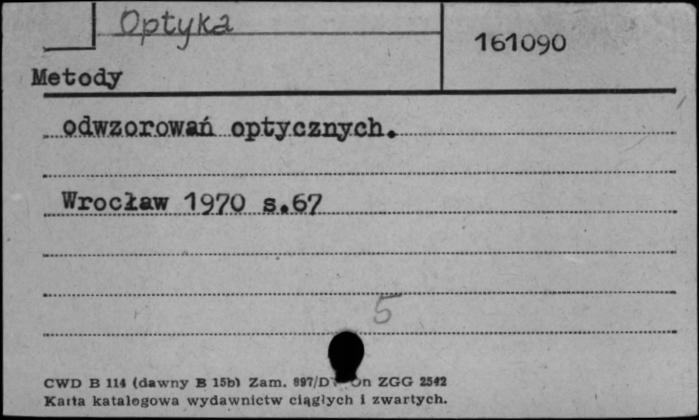 Optyka
161090
Metody
odwzorowań optycznych.
Wrocław 1970 s.67
5
CWD B 114 (dawny B 15b) Zam. 897/D ZGG 2542
Karta katalogowa wydawnictw ciągłych i zwartych.